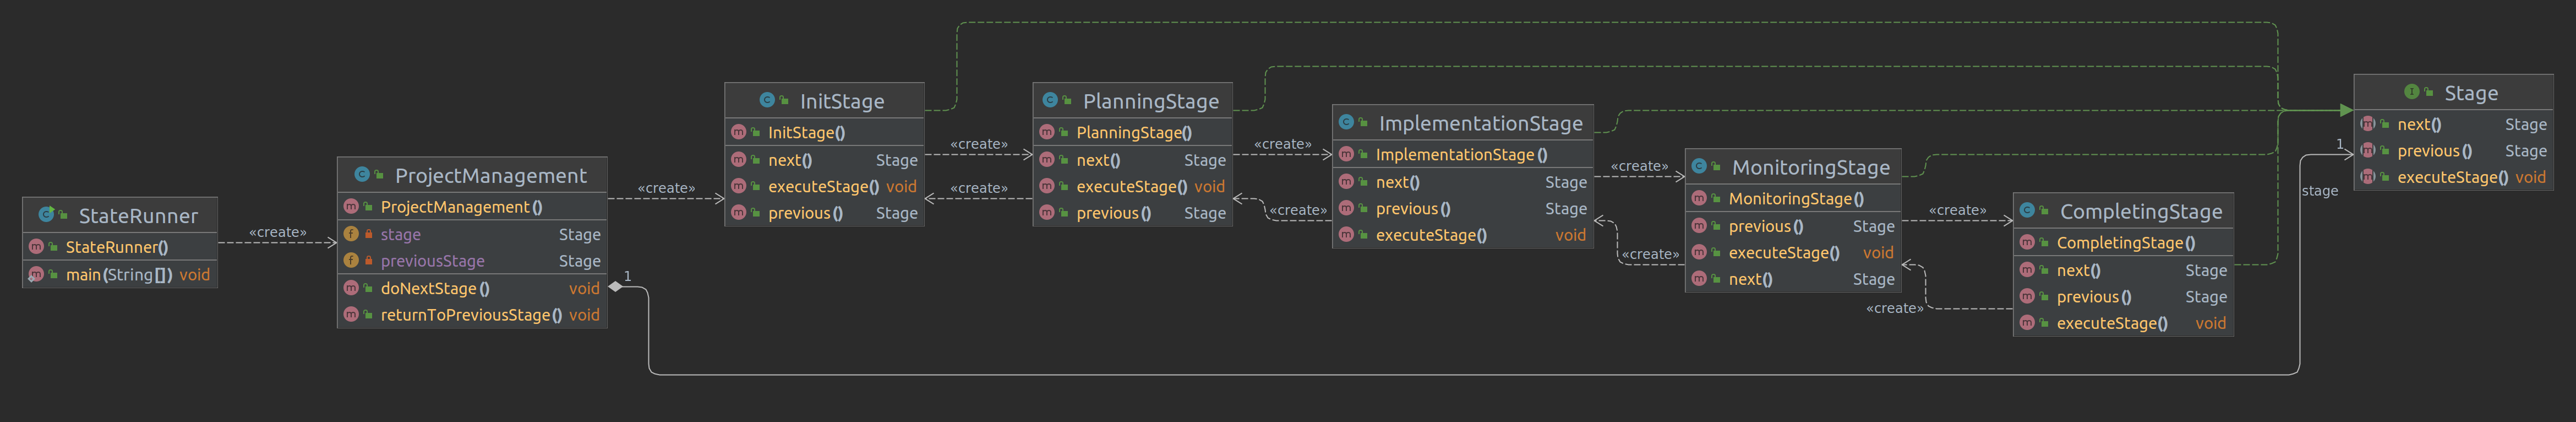 StateRunner
StateRunner()
main(String[]) void
«create»
ProjectManagement
ProjectManagement()
stage Stage
previousStage Stage
doNextStage() void
returnToPreviousStage() void
1
«create»
InitStage
InitStage()
next() Stage
executeStage() void
previous() Stage
«create»
«create»
PlanningStage
PlanningStage()
next() Stage
executeStage() void
previous() Stage
«create»
«create»
ImplementationStage
ImplementationStage()
next() Stage
previous() Stage
executeStage() void
«create»
«create»
MonitoringStage
MonitoringStage()
previous() Stage
executeStage() void
next() Stage
«create»
«create»
CompletingStage
CompletingStage()
next() Stage
previous() Stage
executeStage() void
1
stage
Stage
next() Stage
previous() Stage
executeStage() void